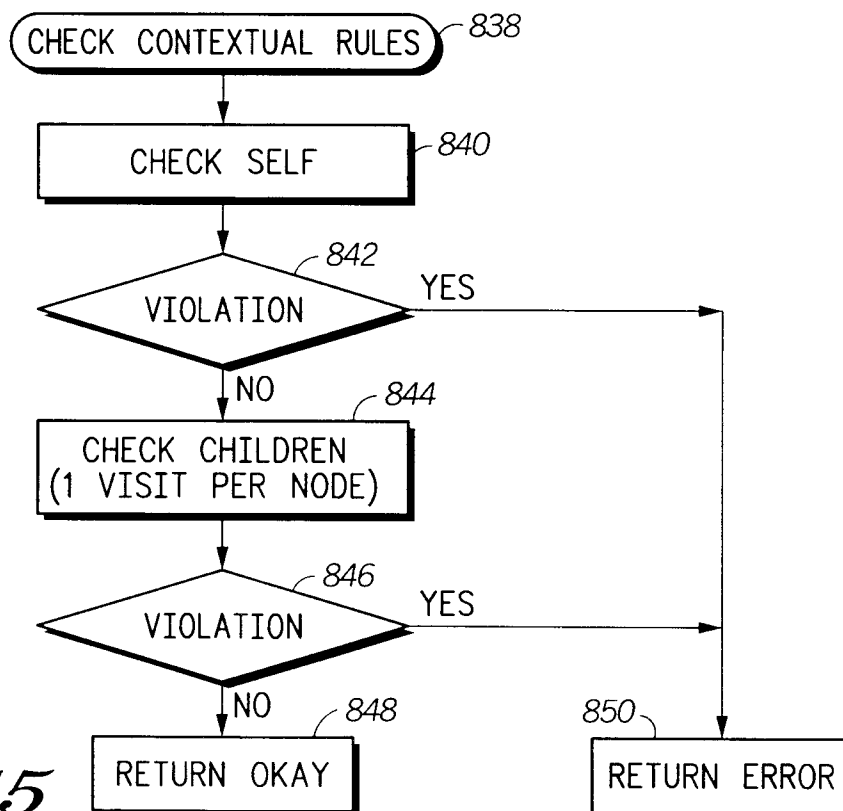 CHECK CONTEXTUAL RULES
838
CHECK SELF
840
842
VIOLATION
YES
NO
844
CHECK CHILDREN
(1 VISIT PER NODE)
846
VIOLATION
YES
NO
848
RETURN OKAY
850
RETURN ERROR